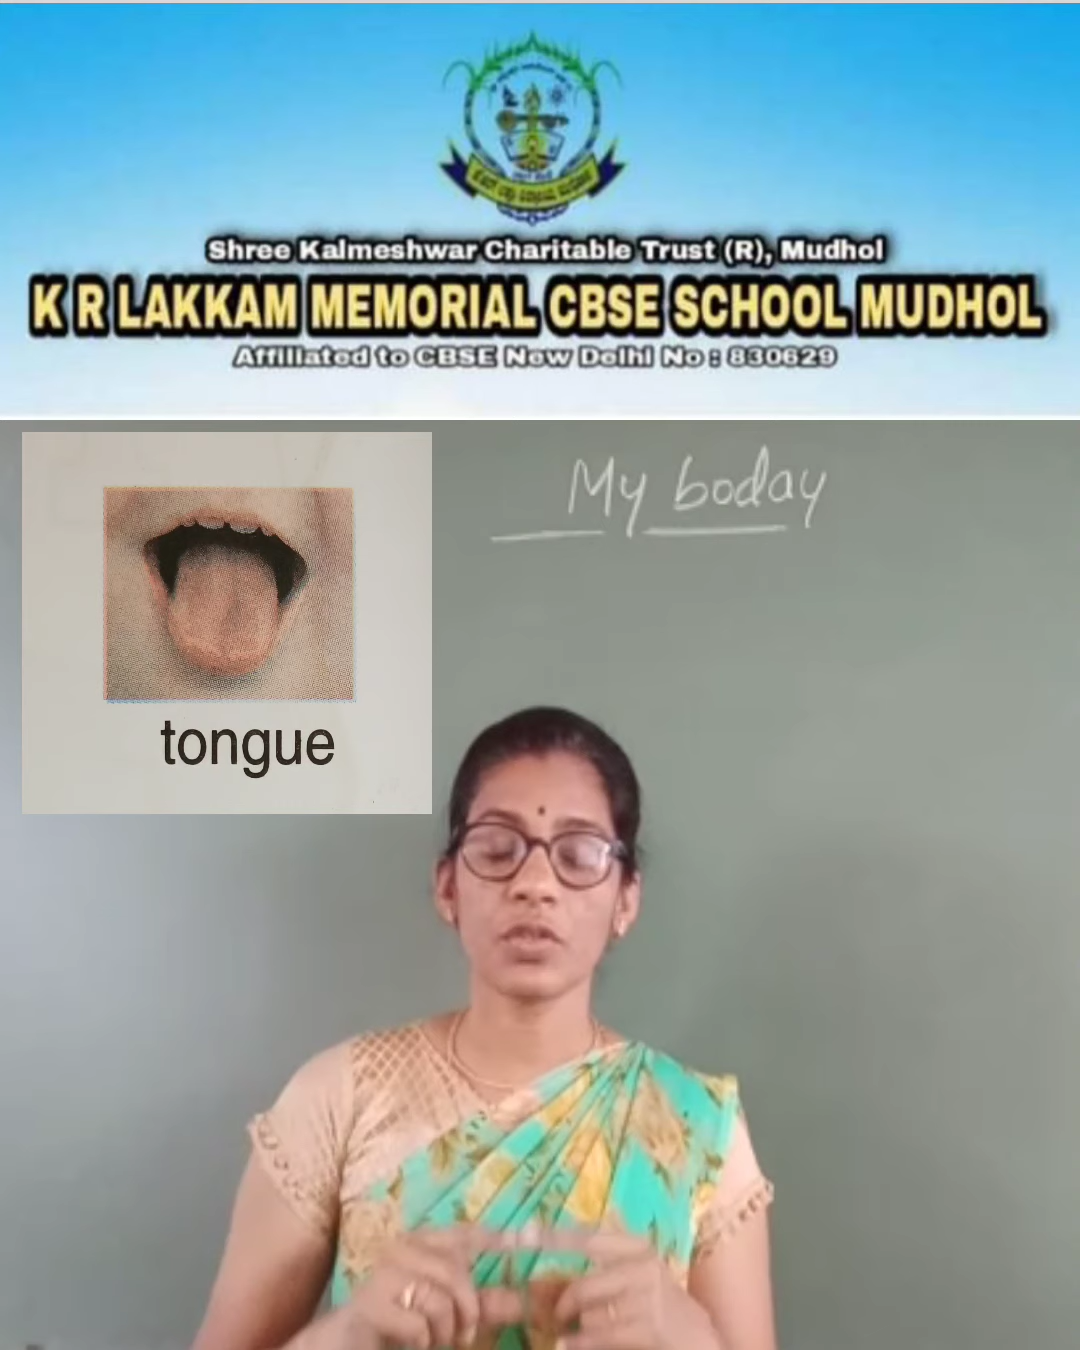 Shree Kalmeshwar Charitable Trust (R), Mudhol
K R LAKKAM MEMORIAL CBSE SCHOOL MUDHOL
Affiliated to CBSE New Delhi No : 830629
My boday
tongue